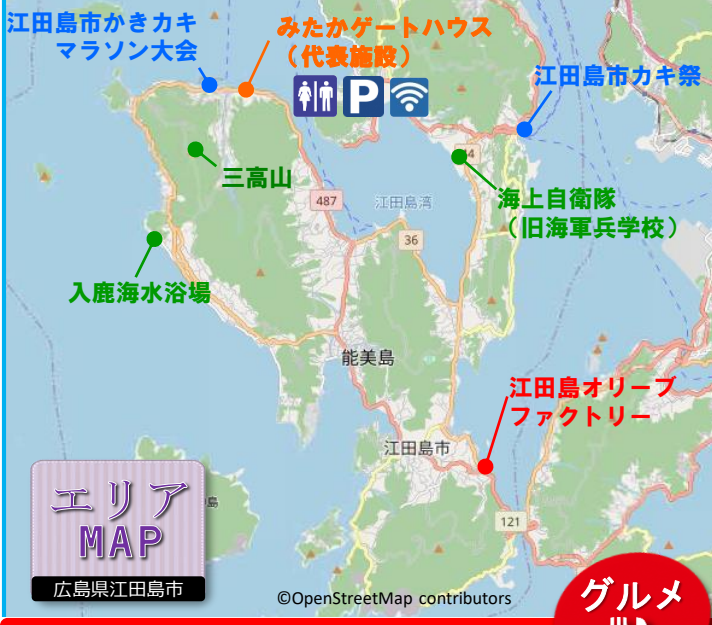 江田島市かきカキ
マラソン大会
みたかゲートハウス
（代表施設）
P
江田島市カキ祭
三高山
487
江田島湾
44
海上自衛隊
（旧海軍兵学校）
36
入鹿海水浴場
能美島
江田島オリーブ
ファクトリー
江田島市
島
121
エリア
MAP
広島県江田島市
©OpenStreetMap contributors
グルメ